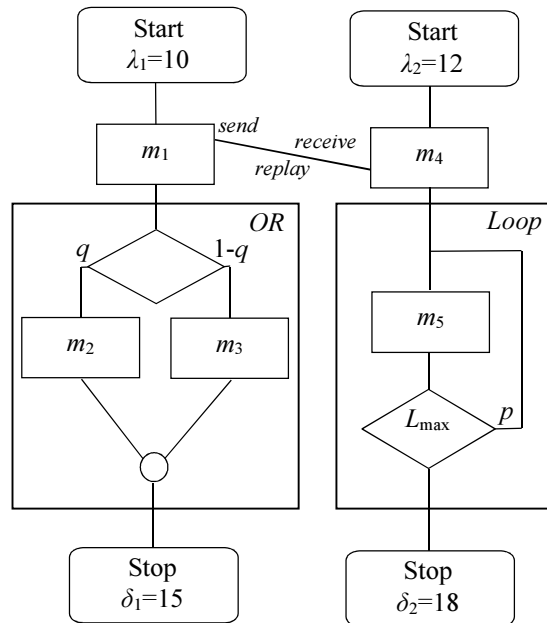 Start
λ₁=10
Start
λ₂=12
send
receive
replay
m₁
m₄
OR
Loop
q
1-q
m₂
m₃
m₅
Lₘₐₓ
p
Stop
δ₁=15
Stop
δ₂=18